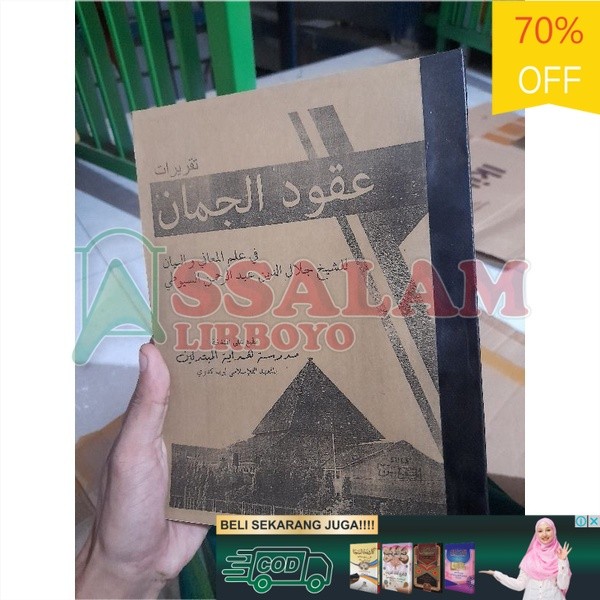 70%
OFF
تقريرات
عقود الجمان
في علم المعاني والبيان
للشيخ جلال الدين عبد الرحمن السيوطي
ASSALAM
LIRBOYO
مدرسة هداية المبتدئين
BELI SEKARANG JUGA!!!!
COD